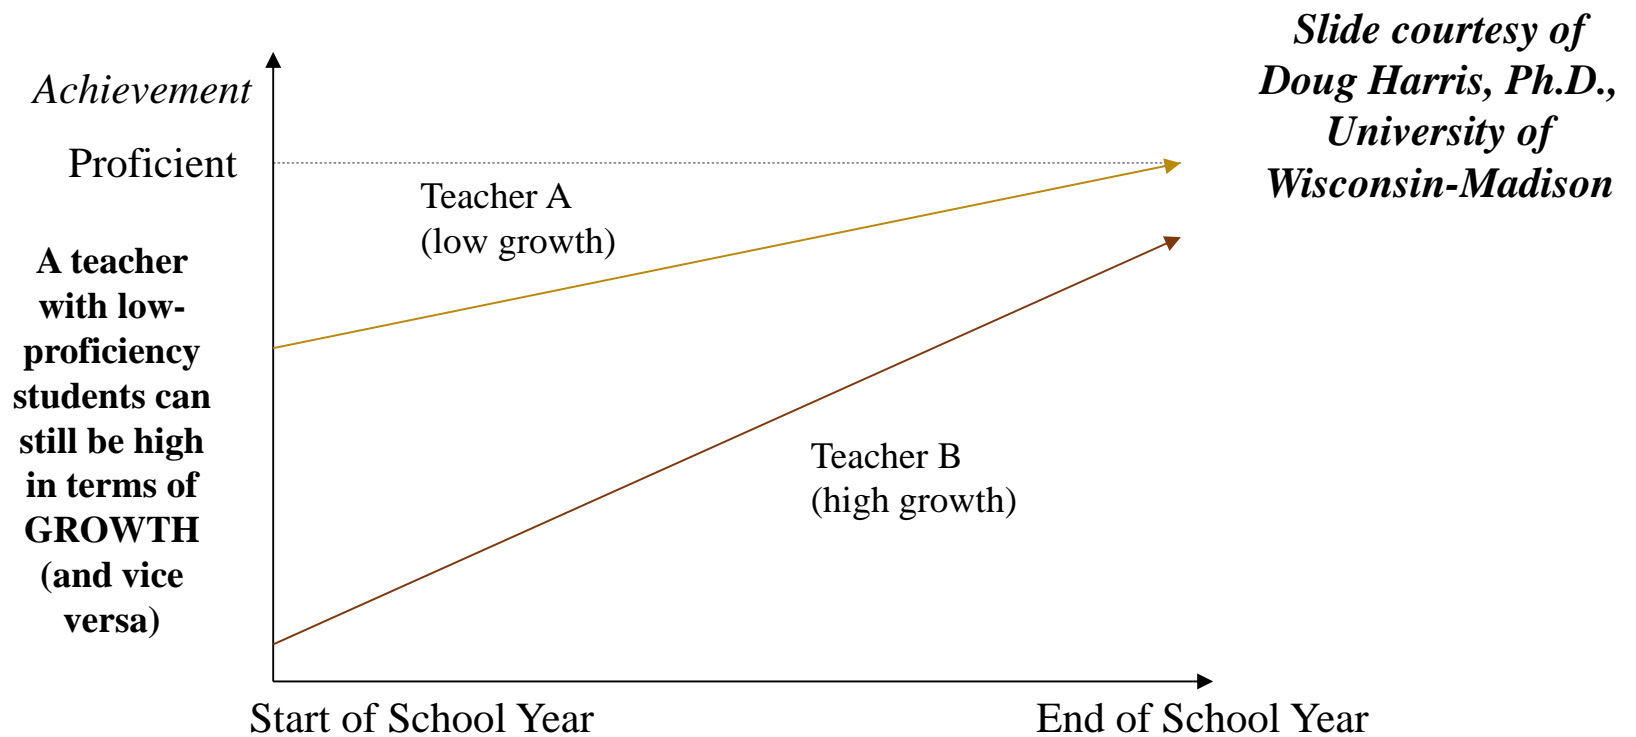 Slide courtesy of
Doug Harris, Ph.D.,
University of
Wisconsin-Madison
Achievement
Proficient
Teacher A
(low growth)
A teacher
with low-
proficiency
students can
still be high
in terms of
GROWTH
(and vice
versa)
Teacher B
(high growth)
Start of School Year
End of School Year